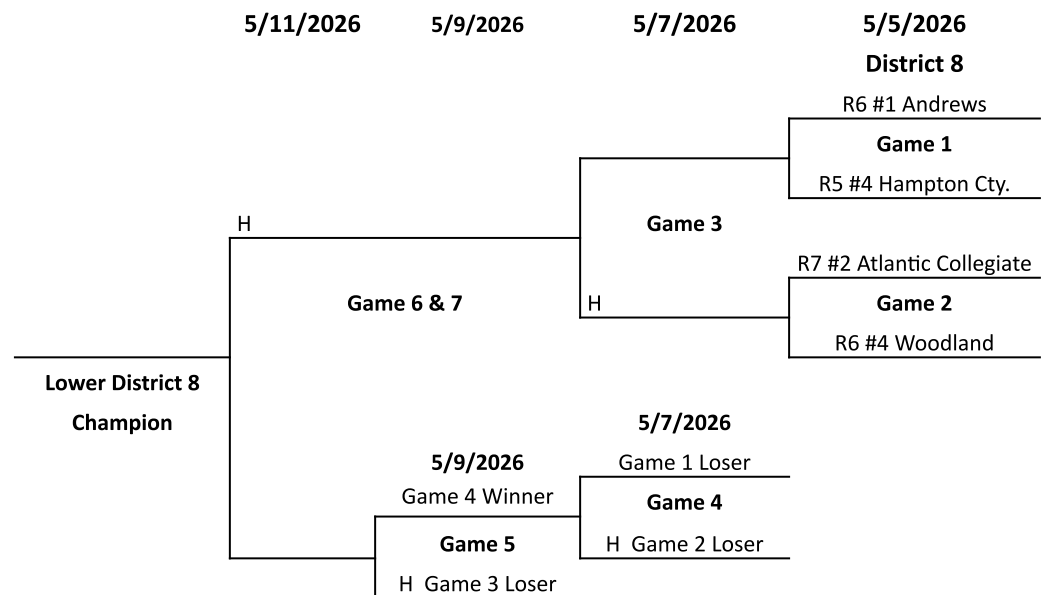 5/11/2026 5/9/2026 5/7/2026 5/5/2026
District 8
R6 #1 Andrews
Game 1
R5 #4 Hampton Cty.
H
Game 3
R7 #2 Atlantic Collegiate
Game 6 & 7
H
Game 2
R6 #4 Woodland
Lower District 8
Champion
5/7/2026
5/9/2026
Game 1 Loser
Game 4 Winner
Game 4
Game 5
H Game 2 Loser
H Game 3 Loser